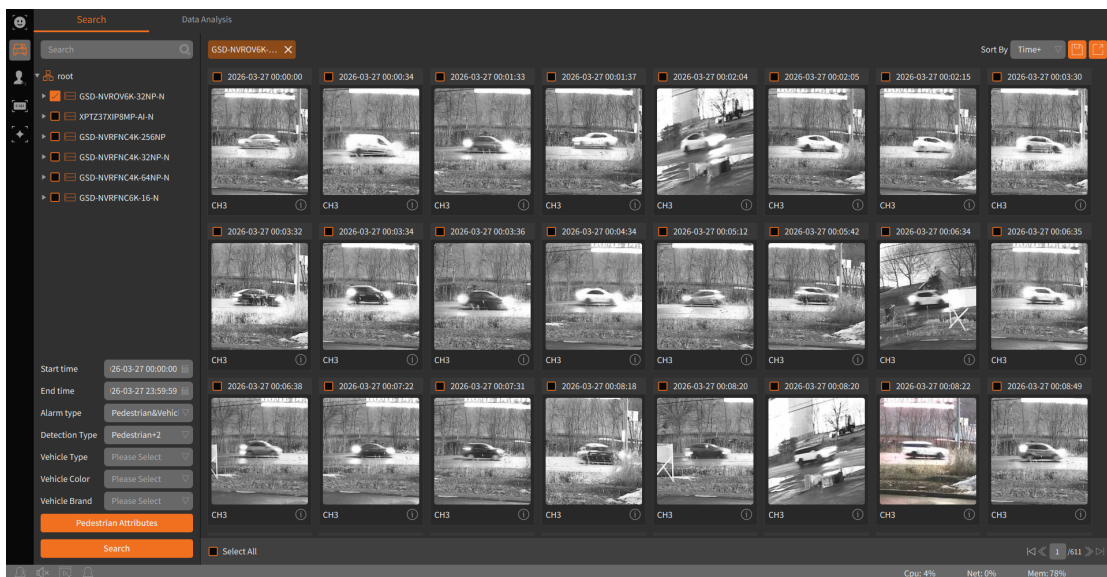 Search
Data Analysis
Search
root
GSD-NVROV6K-32NP-N
XPTZ37XIP8MP-AI-N
GSD-NVRFNC4K-256NP
GSD-NVRFNC4K-32NP-N
GSD-NVRFNC4K-64NP-N
GSD-NVRFNC6K-16-N
Start time
26-03-27 00:00:00
End time
26-03-27 23:59:59
Alarm type
Pedestrian&Vehic
Detection Type
Pedestrian+2
Vehicle Type
Please Select
Vehicle Color
Please Select
Vehicle Brand
Please Select
Pedestrian Attributes
Search
GSD-NVROV6K-... X
Sort By Time+
2026-03-27 00:00:00
2026-03-27 00:00:34
2026-03-27 00:01:33
2026-03-27 00:01:37
2026-03-27 00:02:04
2026-03-27 00:02:05
2026-03-27 00:02:15
2026-03-27 00:03:30
CH3
CH3
CH3
CH3
CH3
CH3
CH3
CH3
2026-03-27 00:03:32
2026-03-27 00:03:34
2026-03-27 00:03:36
2026-03-27 00:04:34
2026-03-27 00:05:12
2026-03-27 00:05:42
2026-03-27 00:06:34
2026-03-27 00:06:35
CH3
CH3
CH3
CH3
CH3
CH3
CH3
CH3
2026-03-27 00:06:38
2026-03-27 00:07:22
2026-03-27 00:07:31
2026-03-27 00:08:18
2026-03-27 00:08:20
2026-03-27 00:08:20
2026-03-27 00:08:22
2026-03-27 00:08:49
CH3
CH3
CH3
CH3
CH3
CH3
CH3
CH3
Select All
1 /611
Cpu: 4%
Net: 0%
Mem: 78%